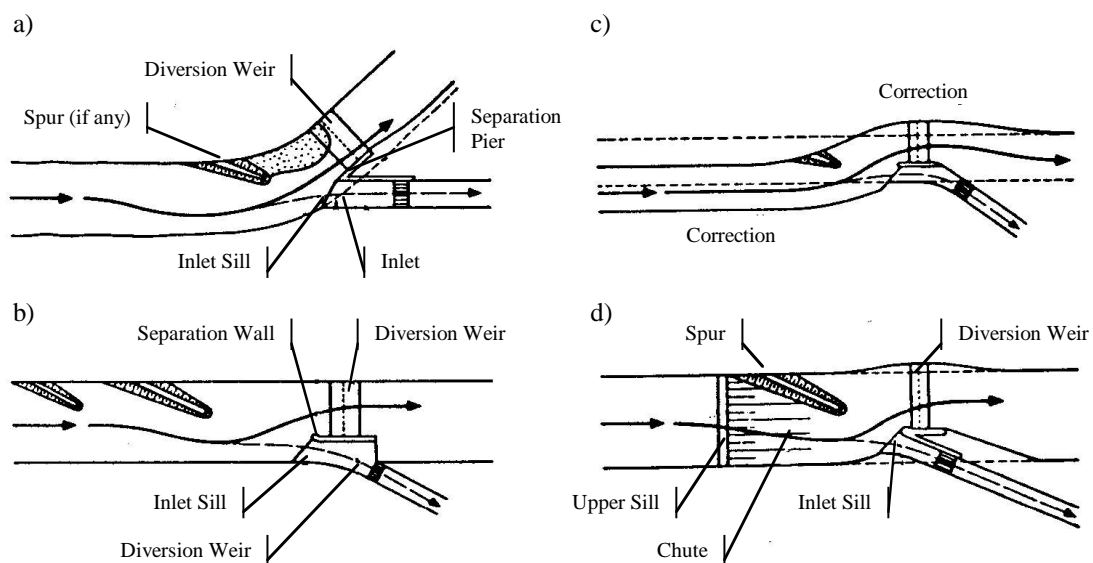 a)
Diversion Weir
Spur (if any)
Separation
Pier
Inlet Sill
Inlet
b)
Separation Wall
Diversion Weir
Inlet Sill
Diversion Weir
c)
Correction
Correction
d)
Spur
Diversion Weir
Upper Sill
Inlet Sill
Chute